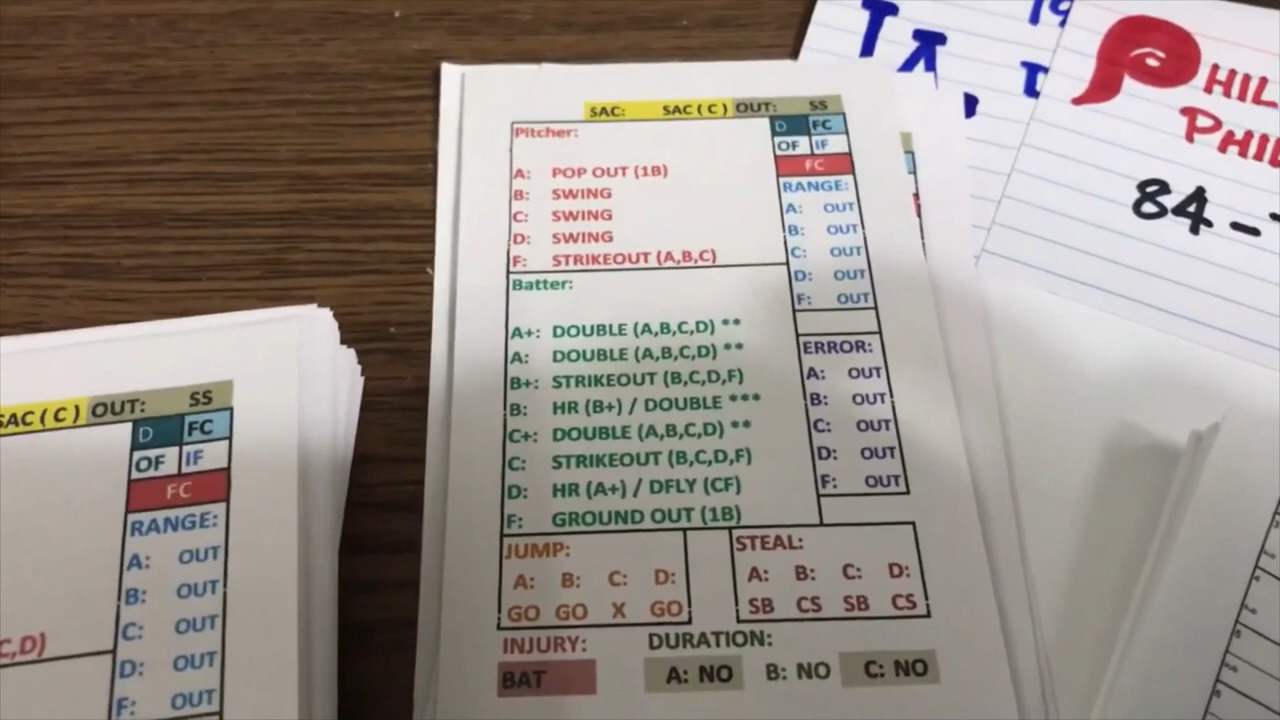 SAC: SAC ( C ) OUT: SS
Pitcher:
D FC
OF IF
FC
A: POP OUT (1B)
B: SWING
C: SWING
D: SWING
F: STRIKEOUT (A,B,C)
RANGE:
A: OUT
B: OUT
C: OUT
D: OUT
F: OUT
Batter:
A+: DOUBLE (A,B,C,D) **
A: DOUBLE (A,B,C,D) **
B+: STRIKEOUT (B,C,D,F)
B: HR (B+) / DOUBLE ***
C+: DOUBLE (A,B,C,D) **
C: STRIKEOUT (B,C,D,F)
D: HR (A+) / DFLY (CF)
F: GROUND OUT (1B)
ERROR:
A: OUT
B: OUT
C: OUT
D: OUT
F: OUT
JUMP:
A: B: C: D:
GO GO X GO
STEAL:
A: B: C: D:
SB CS SB CS
INJURY: DURATION:
BAT A: NO B: NO C: NO
SAC ( C ) OUT: SS
D FC
OF IF
FC
RANGE:
A: OUT
B: OUT
C: OUT
D: OUT
F: OUT
C,D)
PHIL
PHI
84-